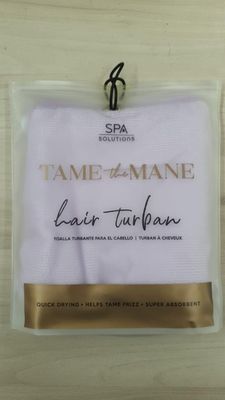 SPA
SOLUTIONS
TAME the MANE
hair turban
TOALLA TURBANTE PARA EL CABELLO | TURBAN À CHEVEUX
QUICK DRYING • HELPS TAME FRIZZ • SUPER ABSORBENT